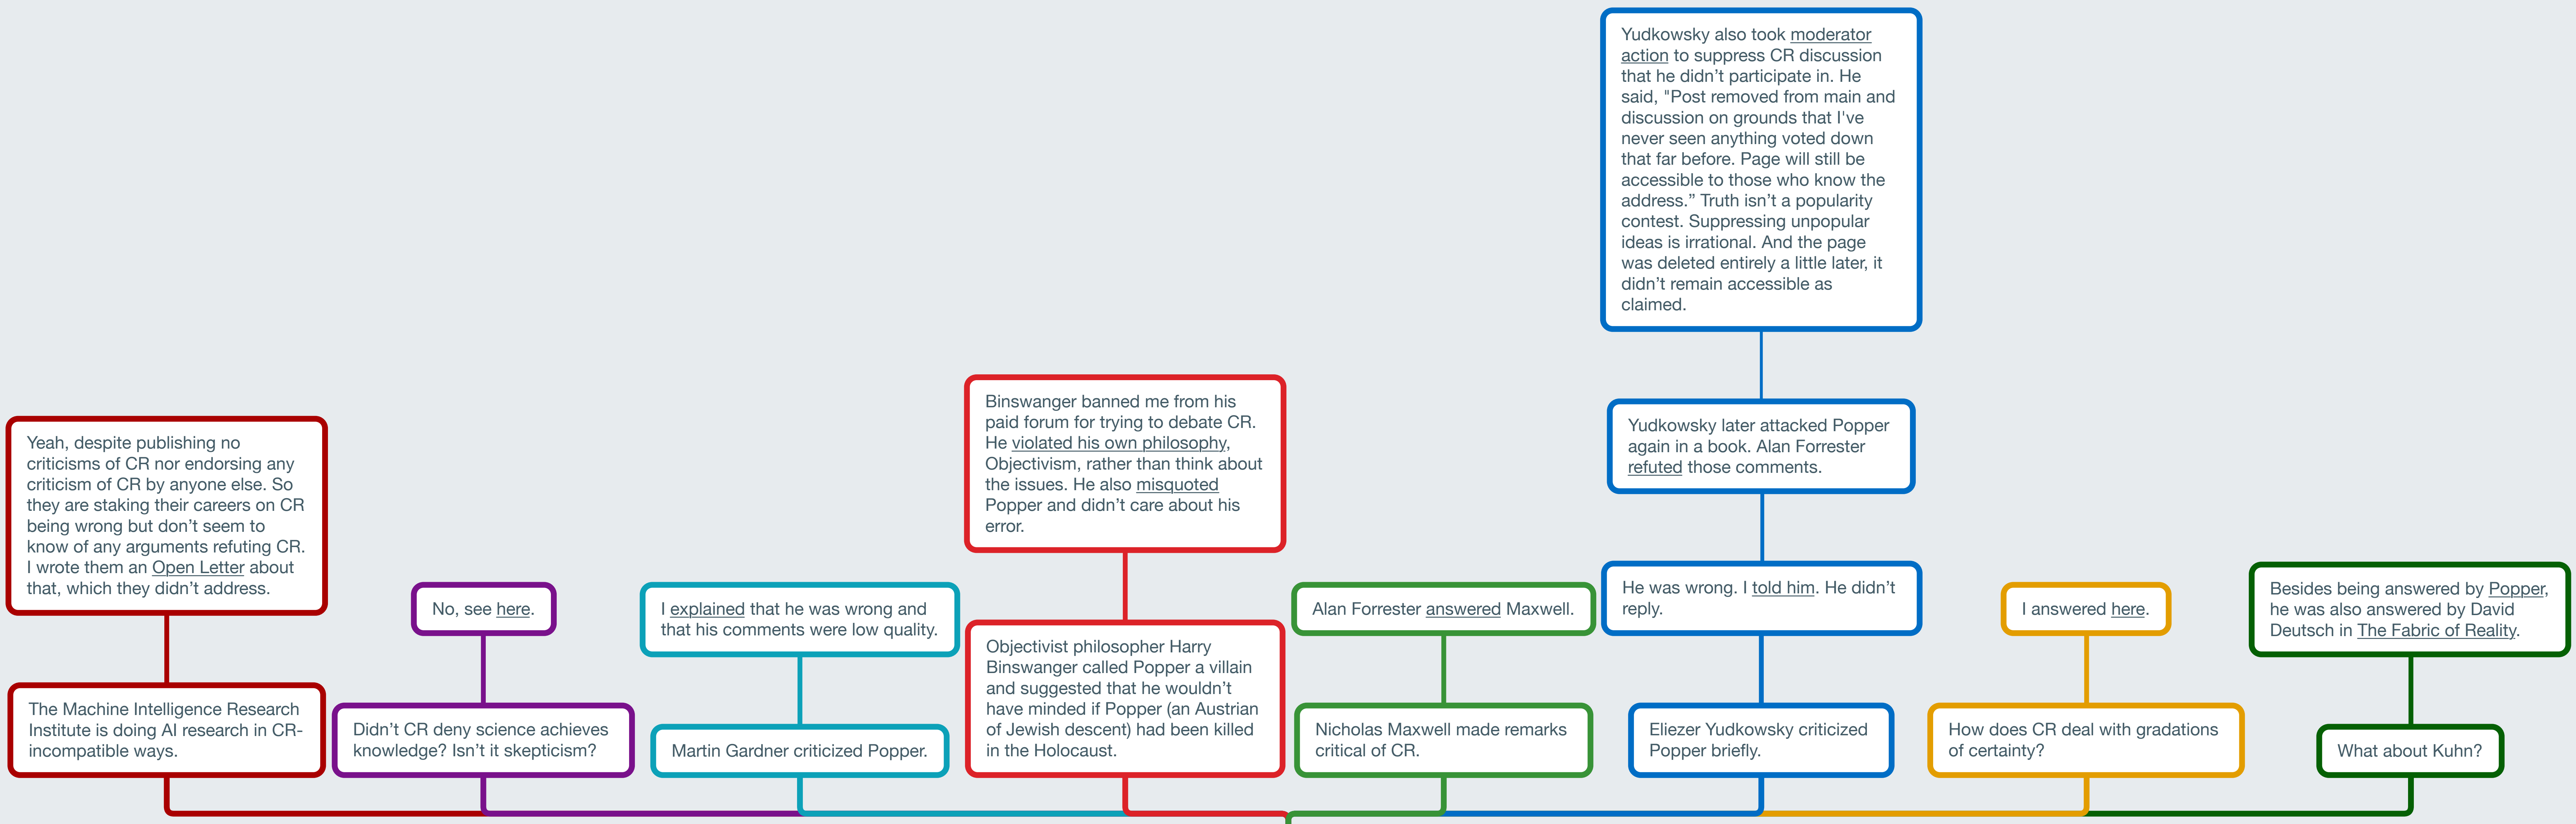 Yudkowsky also took moderator
action to suppress CR discussion
that he didn’t participate in. He
said, "Post removed from main and
discussion on grounds that I've
never seen anything voted down
that far before. Page will still be
accessible to those who know the
address.” Truth isn’t a popularity
contest. Suppressing unpopular
ideas is irrational. And the page
was deleted entirely a little later, it
didn’t remain accessible as
claimed.
Binswanger banned me from his
paid forum for trying to debate CR.
He violated his own philosophy,
Objectivism, rather than think about
the issues. He also misquoted
Popper and didn’t care about his
error.
Yudkowsky later attacked Popper
again in a book. Alan Forrester
refuted those comments.
Yeah, despite publishing no
criticisms of CR nor endorsing any
criticism of CR by anyone else. So
they are staking their careers on CR
being wrong but don’t seem to
know of any arguments refuting CR.
I wrote them an Open Letter about
that, which they didn’t address.
No, see here.
I explained that he was wrong and
that his comments were low quality.
Alan Forrester answered Maxwell.
He was wrong. I told him. He didn’t
reply.
I answered here.
Besides being answered by Popper,
he was also answered by David
Deutsch in The Fabric of Reality.
The Machine Intelligence Research
Institute is doing AI research in CR-
incompatible ways.
Didn’t CR deny science achieves
knowledge? Isn’t it skepticism?
Martin Gardner criticized Popper.
Objectivist philosopher Harry
Binswanger called Popper a villain
and suggested that he wouldn’t
have minded if Popper (an Austrian
of Jewish descent) had been killed
in the Holocaust.
Nicholas Maxwell made remarks
critical of CR.
Eliezer Yudkowsky criticized
Popper briefly.
How does CR deal with gradations
of certainty?
What about Kuhn?